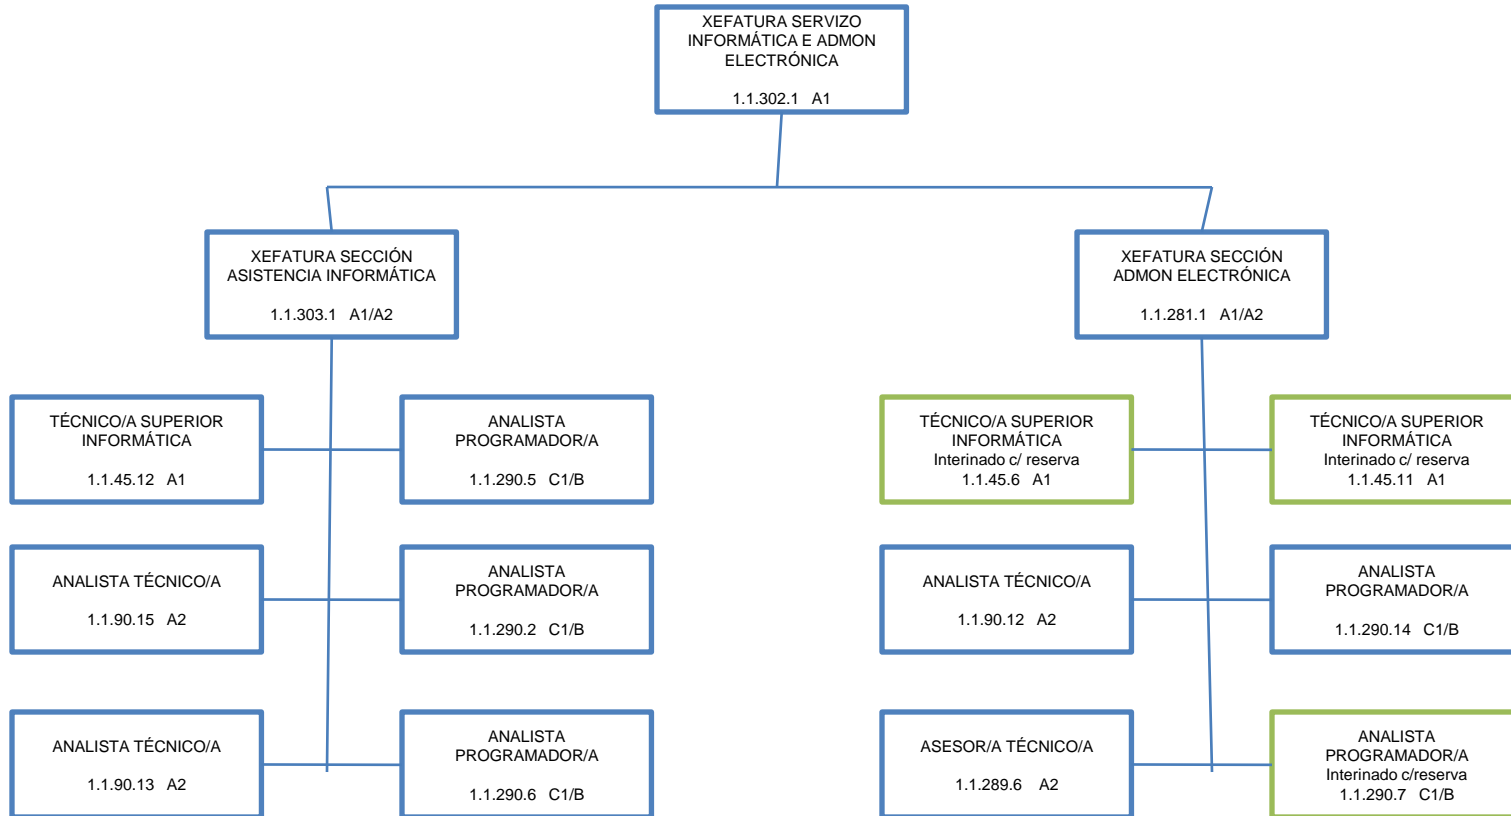 XEFATURA SERVIZO
INFORMÁTICA E ADMON
ELECTRÓNICA
1.1.302.1 A1
XEFATURA SECCIÓN
ASISTENCIA INFORMÁTICA
1.1.303.1 A1/A2
XEFATURA SECCIÓN
ADMON ELECTRÓNICA
1.1.281.1 A1/A2
TÉCNICO/A SUPERIOR
INFORMÁTICA
1.1.45.12 A1
ANALISTA
PROGRAMADOR/A
1.1.290.5 C1/B
TÉCNICO/A SUPERIOR
INFORMÁTICA
Interinado c/ reserva
1.1.45.6 A1
TÉCNICO/A SUPERIOR
INFORMÁTICA
Interinado c/ reserva
1.1.45.11 A1
ANALISTA TÉCNICO/A
1.1.90.15 A2
ANALISTA
PROGRAMADOR/A
1.1.290.2 C1/B
ANALISTA TÉCNICO/A
1.1.90.12 A2
ANALISTA
PROGRAMADOR/A
1.1.290.14 C1/B
ANALISTA TÉCNICO/A
1.1.90.13 A2
ANALISTA
PROGRAMADOR/A
1.1.290.6 C1/B
ASESOR/A TÉCNICO/A
1.1.289.6 A2
ANALISTA
PROGRAMADOR/A
Interinado c/reserva
1.1.290.7 C1/B